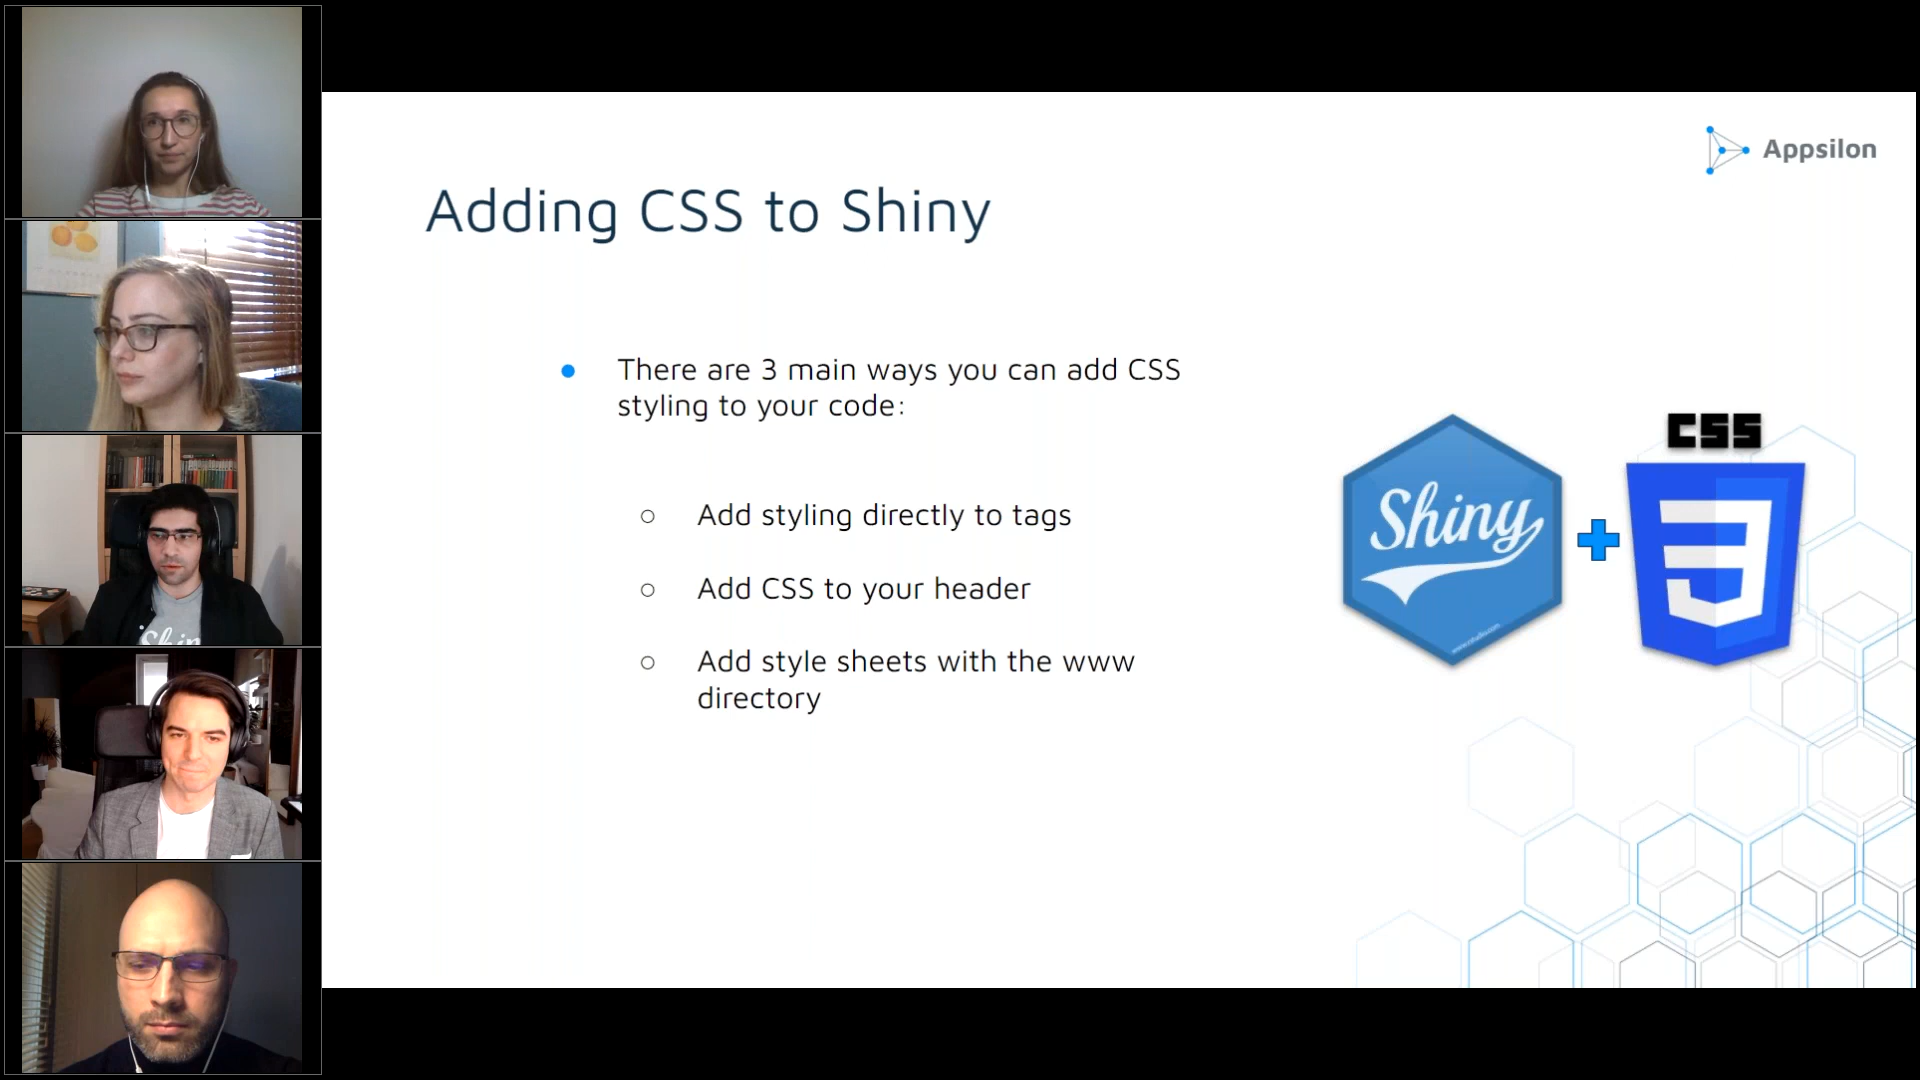 Appsilon
Adding CSS to Shiny
There are 3 main ways you can add CSS
styling to your code:
Add styling directly to tags
Add CSS to your header
Add style sheets with the www
directory
Shiny
CSS
Shiny